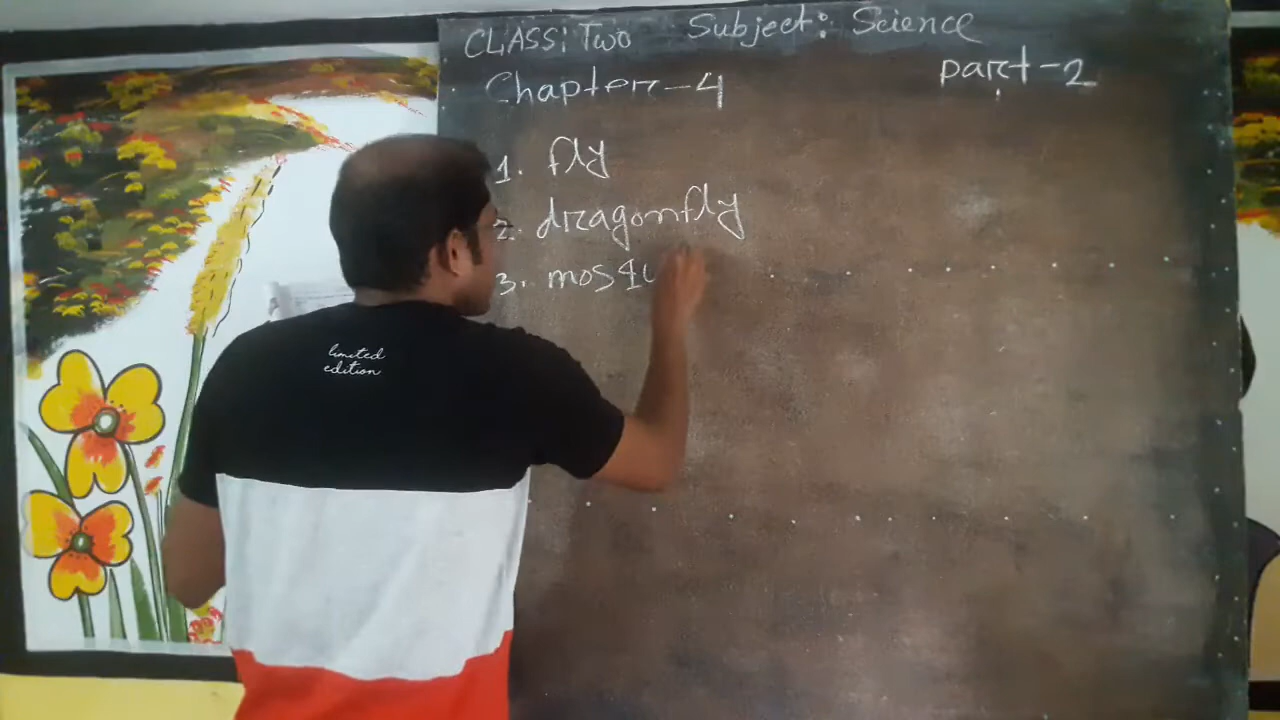 CLASS: Two Subject: Science
Chapter-4 part-2
1. fly
2. dragonfly
3. mosqu
limited
edition